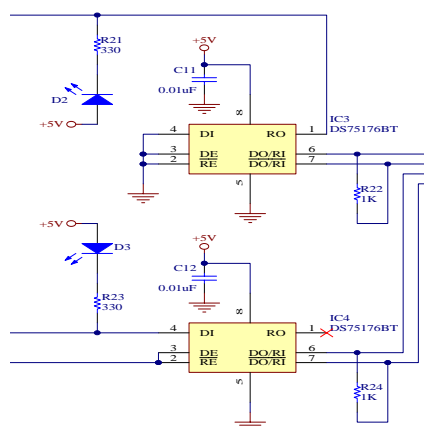 R21
330
+5V
C11
0.01uF
D2
+5V
8
IC3
DS75176BT
4 DI RO 1
3 DE DO/RI 6
2 RE DO/RI 7
5
R22
1K
+5V
D3
+5V
C12
0.01uF
R23
330
8
IC4
DS75176BT
4 DI RO 1
3 DE DO/RI 6
2 RE DO/RI 7
5
R24
1K